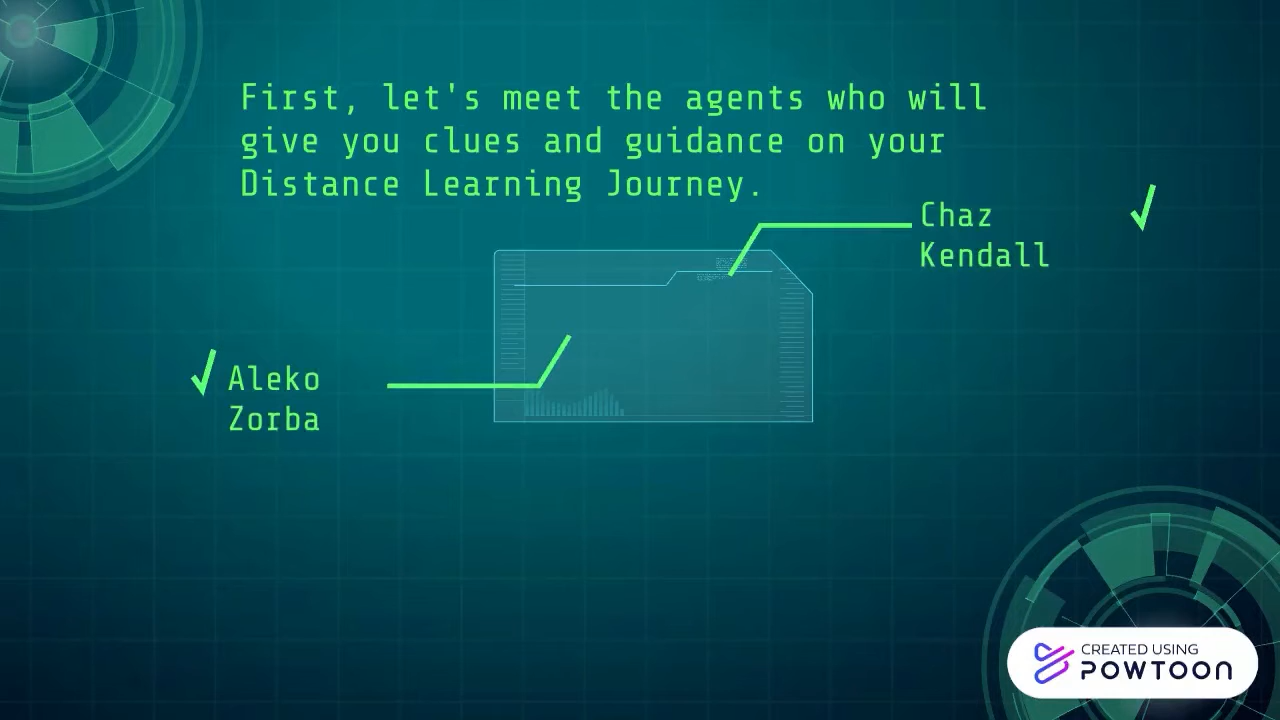 First, let's meet the agents who will
give you clues and guidance on your
Distance Learning Journey.
Chaz
Kendall
Aleko
Zorba
CREATED USING
POWTOON